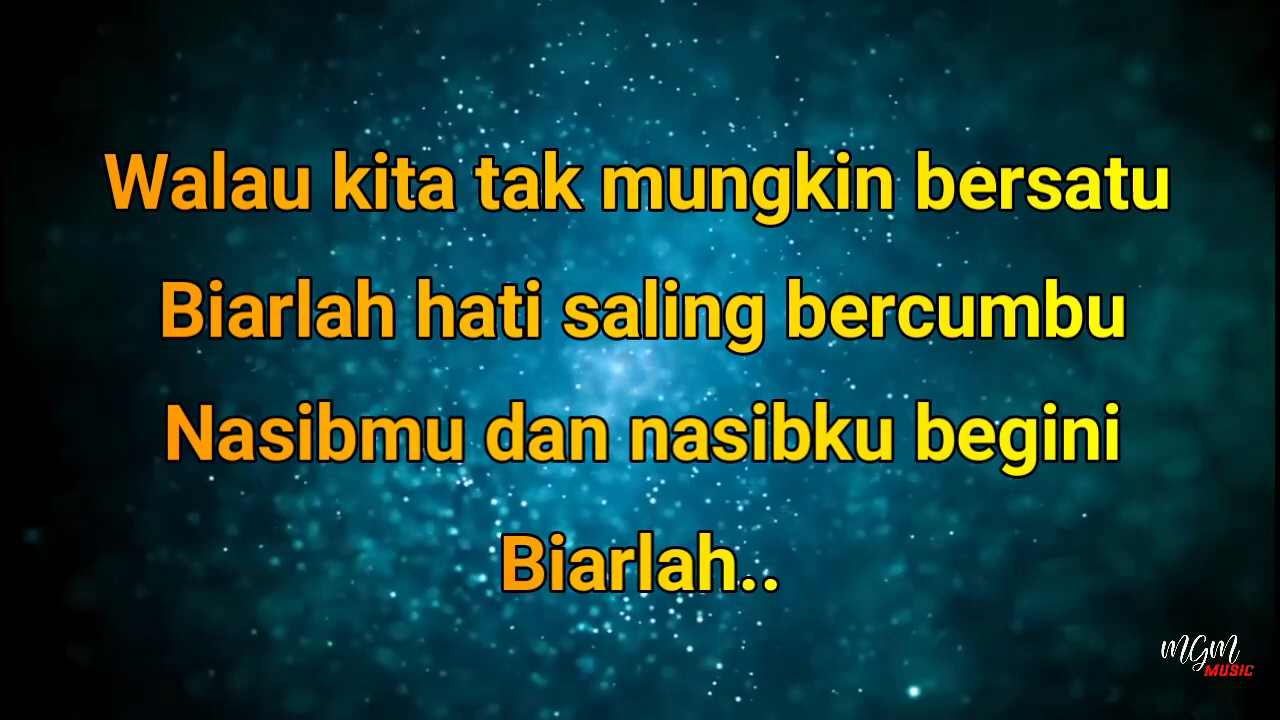 Walau kita tak mungkin bersatu
Biarlah hati saling bercumbu
Nasibmu dan nasibku begini
Biarlah..
MGM
MUSIC